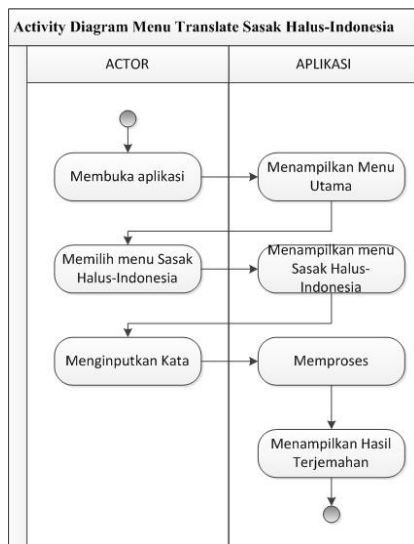 Activity Diagram Menu Translate Sasak Halus-Indonesia
ACTOR
APLIKASI
Membuka aplikasi
Menampilkan Menu
Utama
Memilih menu Sasak
Halus-Indonesia
Menampilkan menu
Sasak Halus-
Indonesia
Menginputkan Kata
Memproses
Menampilkan Hasil
Terjemahan